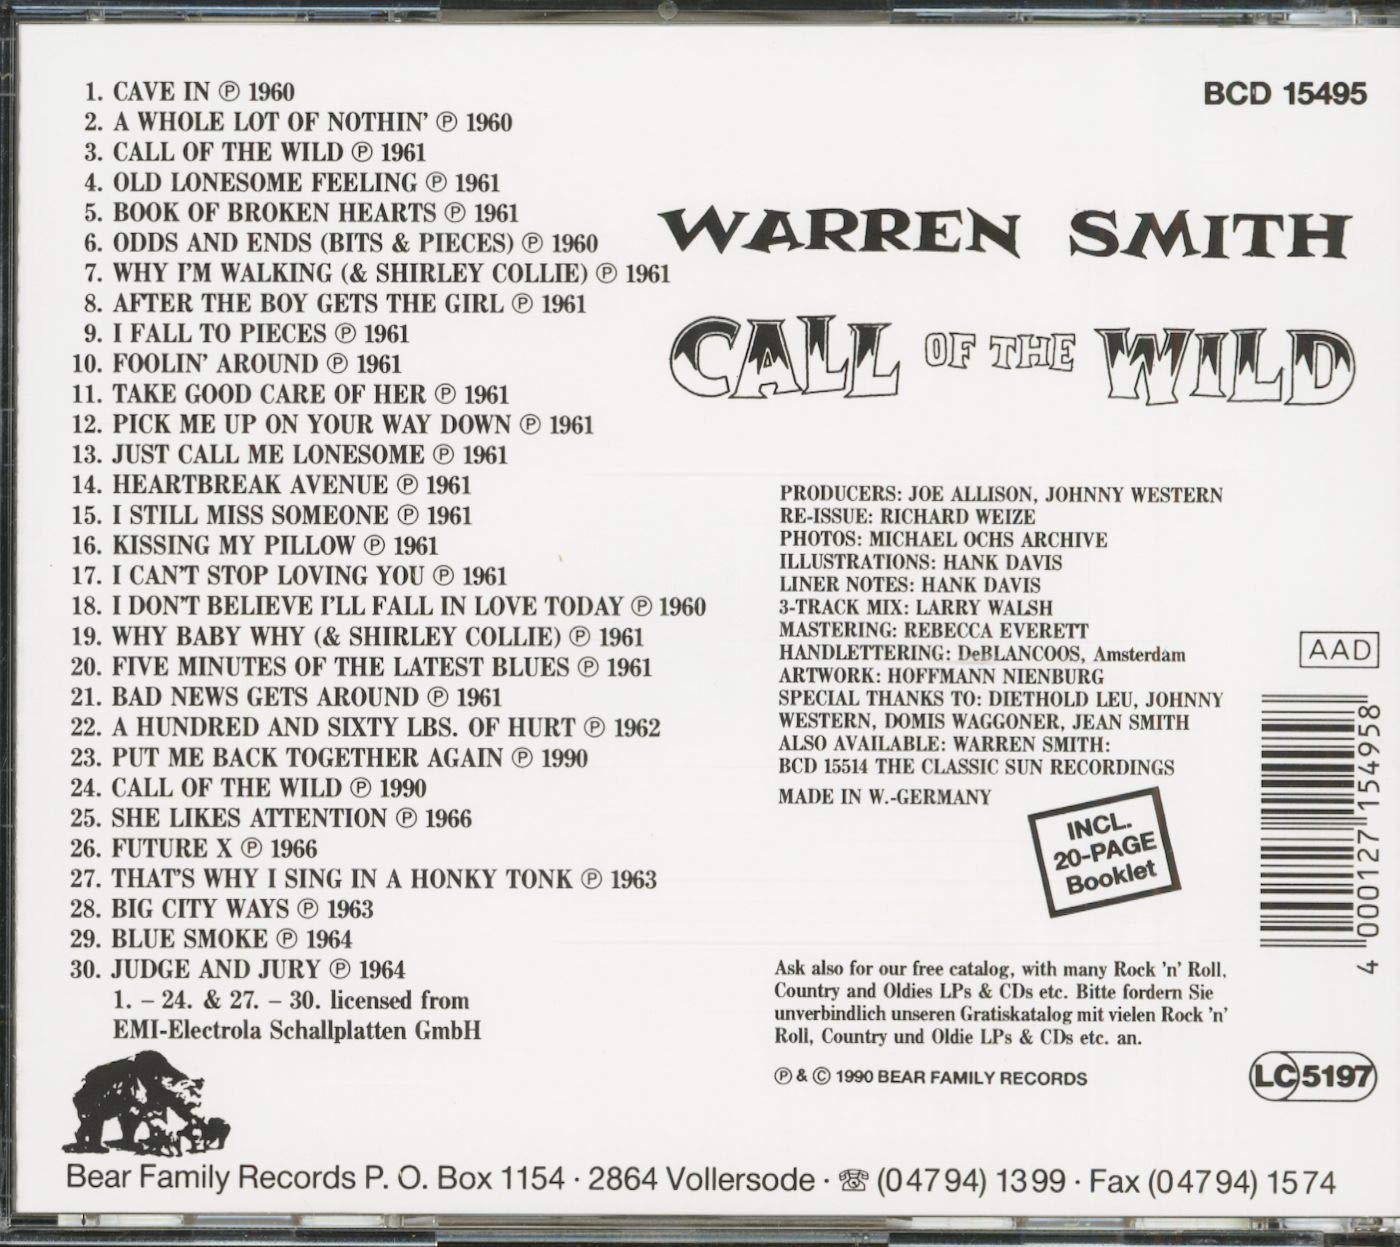 1. CAVE IN Ⓟ 1960
2. A WHOLE LOT OF NOTHIN' Ⓟ 1960
3. CALL OF THE WILD Ⓟ 1961
4. OLD LONESOME FEELING Ⓟ 1961
5. BOOK OF BROKEN HEARTS Ⓟ 1961
6. ODDS AND ENDS (BITS & PIECES) Ⓟ 1960
7. WHY I'M WALKING (& SHIRLEY COLLIE) Ⓟ 1961
8. AFTER THE BOY GETS THE GIRL Ⓟ 1961
9. I FALL TO PIECES Ⓟ 1961
10. FOOLIN' AROUND Ⓟ 1961
11. TAKE GOOD CARE OF HER Ⓟ 1961
12. PICK ME UP ON YOUR WAY DOWN Ⓟ 1961
13. JUST CALL ME LONESOME Ⓟ 1961
14. HEARTBREAK AVENUE Ⓟ 1961
15. I STILL MISS SOMEONE Ⓟ 1961
16. KISSING MY PILLOW Ⓟ 1961
17. I CAN'T STOP LOVING YOU Ⓟ 1961
18. I DON'T BELIEVE I'LL FALL IN LOVE TODAY Ⓟ 1960
19. WHY BABY WHY (& SHIRLEY COLLIE) Ⓟ 1961
20. FIVE MINUTES OF THE LATEST BLUES Ⓟ 1961
21. BAD NEWS GETS AROUND Ⓟ 1961
22. A HUNDRED AND SIXTY LBS. OF HURT Ⓟ 1962
23. PUT ME BACK TOGETHER AGAIN Ⓟ 1990
24. CALL OF THE WILD Ⓟ 1990
25. SHE LIKES ATTENTION Ⓟ 1966
26. FUTURE X Ⓟ 1966
27. THAT'S WHY I SING IN A HONKY TONK Ⓟ 1963
28. BIG CITY WAYS Ⓟ 1963
29. BLUE SMOKE Ⓟ 1964
30. JUDGE AND JURY Ⓟ 1964
1. – 24. & 27. – 30. licensed from
EMI-Electrola Schallplatten GmbH
BCD 15495
WARREN SMITH
CALL OF THE WILD
PRODUCERS: JOE ALLISON, JOHNNY WESTERN
RE-ISSUE: RICHARD WEIZE
PHOTOS: MICHAEL OCHS ARCHIVE
ILLUSTRATIONS: HANK DAVIS
LINER NOTES: HANK DAVIS
3-TRACK MIX: LARRY WALSH
MASTERING: REBECCA EVERETT
HANDLETTERING: DeBLANCOOS, Amsterdam
ARTWORK: HOFFMANN NIENBURG
SPECIAL THANKS TO: DIETHOLD LEU, JOHNNY
WESTERN, DOMIS WAGGONER, JEAN SMITH
ALSO AVAILABLE: WARREN SMITH:
BCD 15514 THE CLASSIC SUN RECORDINGS
MADE IN W.-GERMANY
AAD
INCL.
20-PAGE
Booklet
4 000127 154958
Ask also for our free catalog, with many Rock 'n' Roll,
Country and Oldies LPs & CDs etc. Bitte fordern Sie
unverbindlich unseren Gratiskatalog mit vielen Rock 'n'
Roll, Country und Oldie LPs & CDs etc. an.
Ⓟ & © 1990 BEAR FAMILY RECORDS
LC 5197
Bear Family Records P. O. Box 1154 · 2864 Vollersode · ☏ (04794) 1399 · Fax (04794) 1574